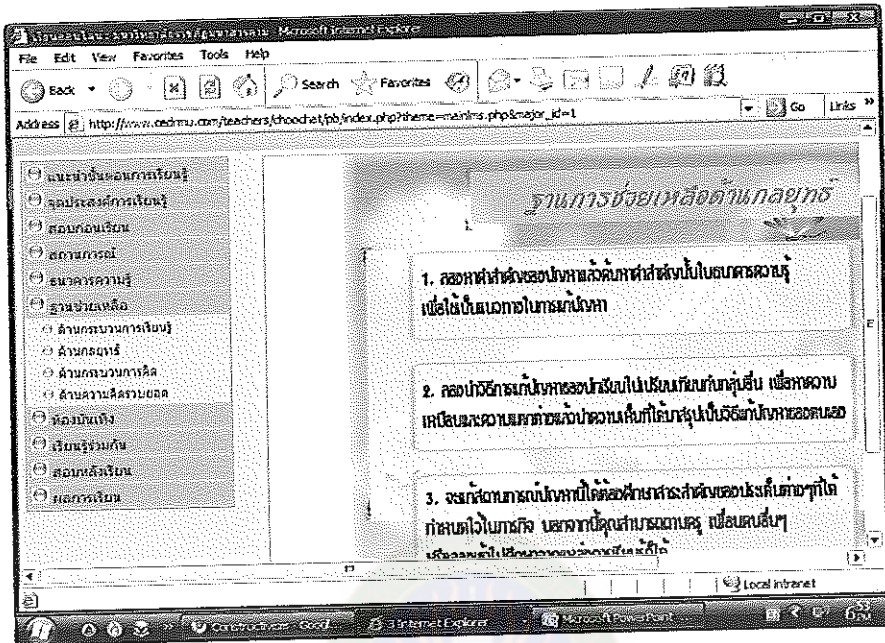 Microsoft Internet Explorer
File Edit View Favorites Tools Help
Back Search Favorites
Address http://www.cedrmu.com/teachers/choochat/pb/index.php?theme=mainlms.php&major_id=1 Go Links
แนะนำขั้นตอนการเรียนรู้
จุดประสงค์การเรียนรู้
สอบก่อนเรียน
สถานการณ์
ธนาคารความรู้
ฐานช่วยเหลือ
ด้านกระบวนการเรียนรู้
ด้านกลยุทธ์
ด้านกระบวนการคิด
ด้านความคิดรวบยอด
ห้องบันเทิง
เรียนรู้ร่วมกัน
สอบหลังเรียน
ผลการเรียน
ฐานการช่วยเหลือด้านกลยุทธ์
1. ลองหาคำสำคัญของปัญหาแล้วค้นหาคำสำคัญนั้นในธนาคารความรู้
เพื่อใช้เป็นแนวทางในการแก้ปัญหา
2. ลองนำวิธีการแก้ปัญหาของนักเรียนไปเปรียบเทียบกับกลุ่มอื่น เพื่อหาความ
เหมือนและความแตกต่างแล้วนำความเห็นที่ได้มาสรุปเป็นวิธีแก้ปัญหาของตนเอง
3. จะแก้สถานการณ์ปัญหานี้ได้ต้องศึกษาสาระสำคัญของประเด็นต่างๆที่ได้
กำหนดไว้ในภารกิจ นอกจากนี้คุณสามารถถามครู เพื่อนคนอื่นๆ
Local intranet
3 Internet Explorer Microsoft PowerPoint